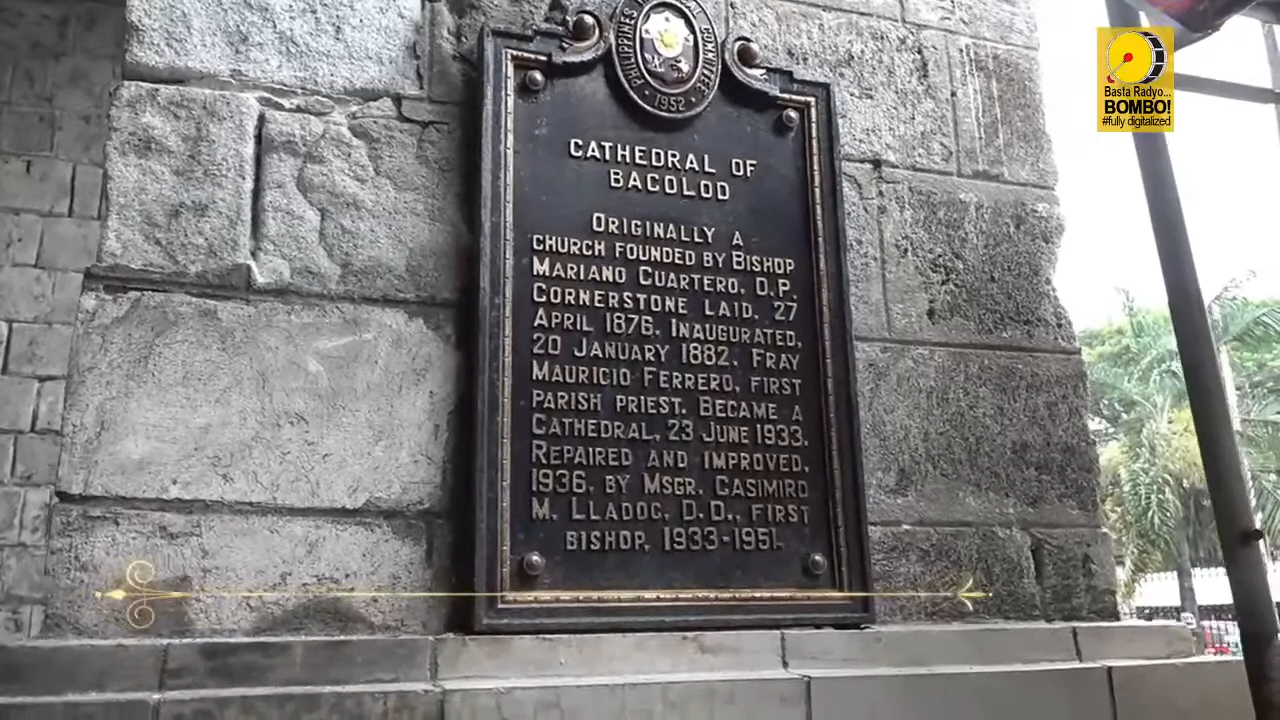 PHILIPPINES COMMITTEE
1952
CATHEDRAL OF
BACOLOD
ORIGINALLY A
CHURCH FOUNDED BY BISHOP
MARIANO CUARTERO, O.P.
CORNERSTONE LAID, 27
APRIL 1876. INAUGURATED,
20 JANUARY 1882. FRAY
MAURICIO FERRERO, FIRST
PARISH PRIEST. BECAME A
CATHEDRAL, 23 JUNE 1933.
REPAIRED AND IMPROVED,
1936, BY MSGR. CASIMIRO
M. LLADOC, D.D., FIRST
BISHOP, 1933-1951.
Basta Radyo...
BOMBO!
#fully digitalized